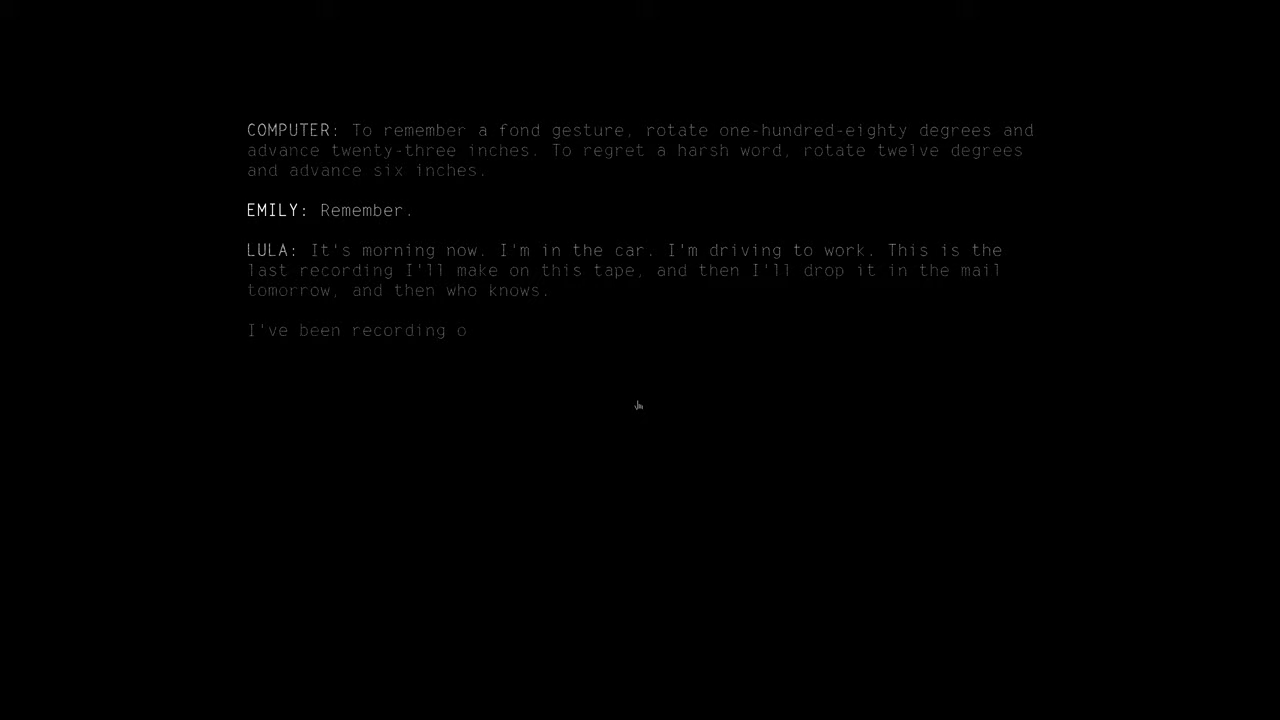 COMPUTER: To remember a fond gesture, rotate one-hundred-eighty degrees and
advance twenty-three inches. To regret a harsh word, rotate twelve degrees
and advance six inches.
EMILY: Remember.
LULA: It's morning now. I'm in the car. I'm driving to work. This is the
last recording I'll make on this tape, and then I'll drop it in the mail
tomorrow, and then who knows.
I've been recording o